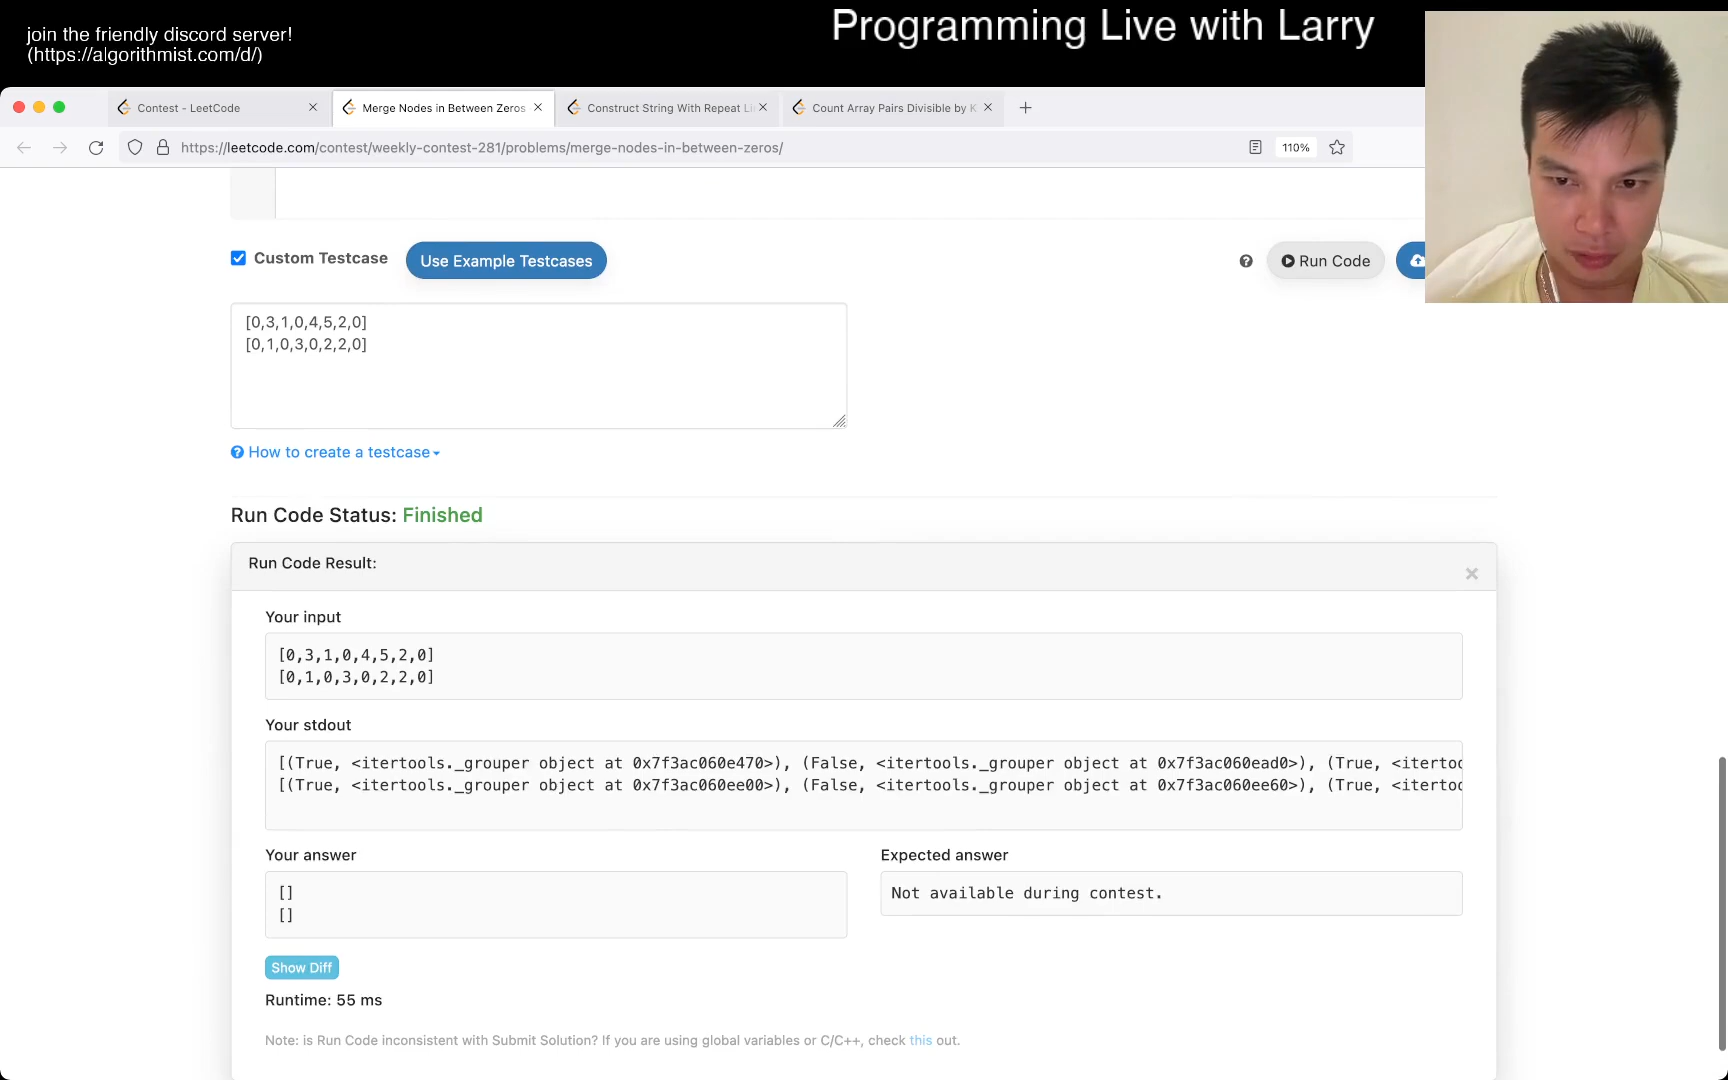 join the friendly discord server!
(https://algorithmist.com/d/)
Programming Live with Larry
Contest - LeetCode
Merge Nodes in Between Zeros
Construct String With Repeat Li
Count Array Pairs Divisible by K
https://leetcode.com/contest/weekly-contest-281/problems/merge-nodes-in-between-zeros/
110%
Custom Testcase
Use Example Testcases
Run Code
[0,3,1,0,4,5,2,0]
[0,1,0,3,0,2,2,0]
How to create a testcase
Run Code Status: Finished
Run Code Result:
Your input
[0,3,1,0,4,5,2,0]
[0,1,0,3,0,2,2,0]
Your stdout
[(True, <itertools._grouper object at 0x7f3ac060e470>), (False, <itertools._grouper object at 0x7f3ac060ead0>), (True, <itertoo
[(True, <itertools._grouper object at 0x7f3ac060ee00>), (False, <itertools._grouper object at 0x7f3ac060ee60>), (True, <itertoo
Your answer
Expected answer
[]
[]
Not available during contest.
Show Diff
Runtime: 55 ms
Note: is Run Code inconsistent with Submit Solution? If you are using global variables or C/C++, check this out.